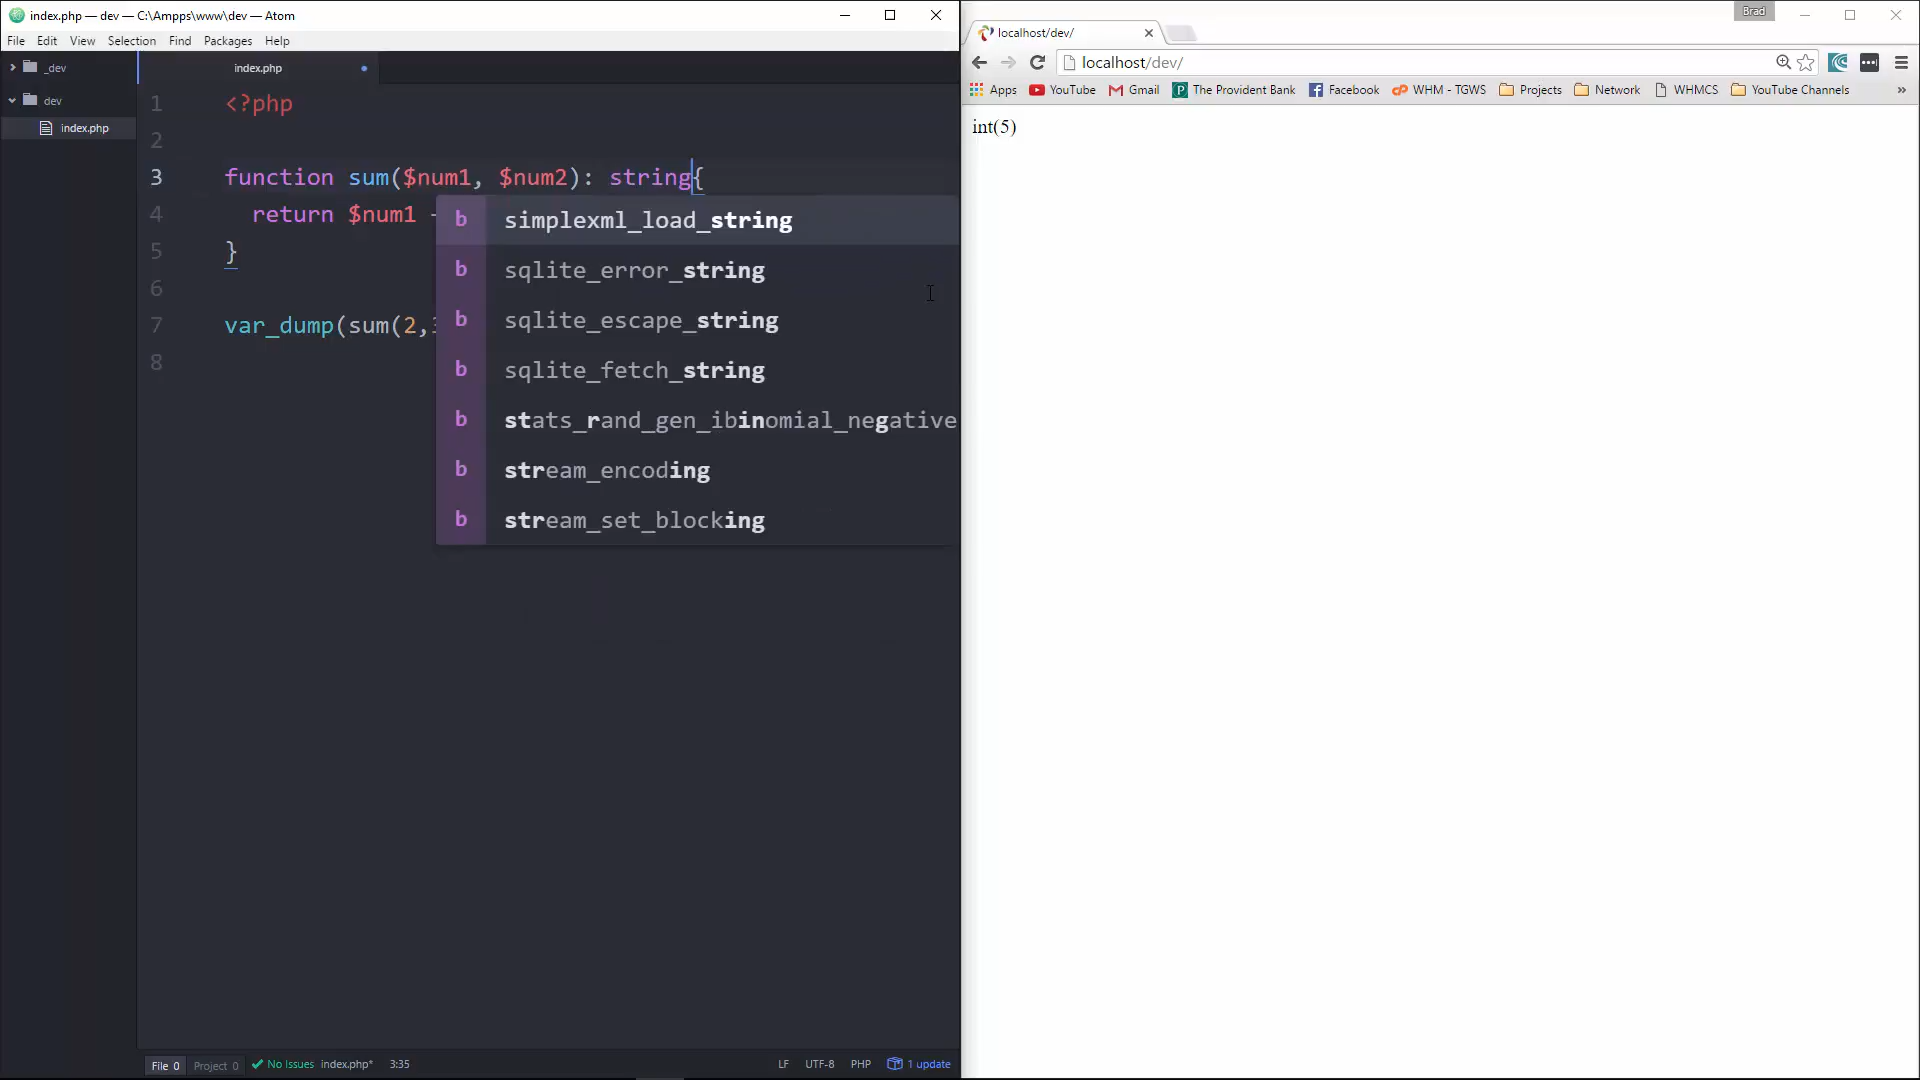 index.php — dev — C:\Ampps\www\dev — Atom
File Edit View Selection Find Packages Help
_dev
dev
index.php
index.php
1 <?php
2
3 function sum($num1, $num2): string{
4 return $num1
5 }
6
7 var_dump(sum(2,
8
b simplexml_load_string
b sqlite_error_string
b sqlite_escape_string
b sqlite_fetch_string
b stats_rand_gen_ibinomial_negative
b stream_encoding
b stream_set_blocking
File 0 Project 0 No Issues index.php* 3:35 LF UTF-8 PHP 1 update
Brad
localhost/dev/
localhost/dev/
Apps YouTube Gmail The Provident Bank Facebook WHM - TGWS Projects Network WHMCS YouTube Channels »
int(5)